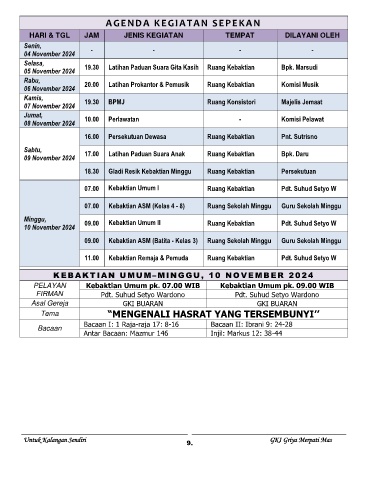 AGENDA KEGIATAN SEPEKAN
HARI & TGL JAM JENIS KEGIATAN TEMPAT DILAYANI OLEH
Senin,
04 November 2024 - - - -
Selasa,
05 November 2024 19.30 Latihan Paduan Suara Gita Kasih Ruang Kebaktian Bpk. Marsudi
Rabu,
06 November 2024 20.00 Latihan Prokantor & Pemusik Ruang Kebaktian Komisi Musik
Kamis,
07 November 2024 19.30 BPMJ Ruang Konsistori Majelis Jemaat
Jumat,
08 November 2024 10.00 Perlawatan - Komisi Pelawat
Sabtu,
09 November 2024
16.00 Persekutuan Dewasa Ruang Kebaktian Pnt. Sutrisno
17.00 Latihan Paduan Suara Anak Ruang Kebaktian Bpk. Daru
18.30 Gladi Resik Kebaktian Minggu Ruang Kebaktian Persekutuan
Minggu,
10 November 2024
07.00 Kebaktian Umum I Ruang Kebaktian Pdt. Suhud Setyo W
07.00 Kebaktian ASM (Kelas 4 - 8) Ruang Sekolah Minggu Guru Sekolah Minggu
09.00 Kebaktian Umum II Ruang Kebaktian Pdt. Suhud Setyo W
09.00 Kebaktian ASM (Batita - Kelas 3) Ruang Sekolah Minggu Guru Sekolah Minggu
11.00 Kebaktian Remaja & Pemuda Ruang Kebaktian Pdt. Suhud Setyo W
KEBAKTIAN UMUM–MINGGU, 10 NOVEMBER 2024
PELAYAN Kebaktian Umum pk. 07.00 WIB Kebaktian Umum pk. 09.00 WIB
FIRMAN Pdt. Suhud Setyo Wardono Pdt. Suhud Setyo Wardono
Asal Gereja GKI BUARAN GKI BUARAN
Tema "MENGENALI HASRAT YANG TERSEMBUNYI"
Bacaan
Bacaan I: 1 Raja-raja 17: 8-16 Bacaan II: Ibrani 9: 24-28
Antar Bacaan: Mazmur 146 Injil: Markus 12: 38-44
Untuk Kalangan Sendiri GKI Griya Merpati Mas
9.